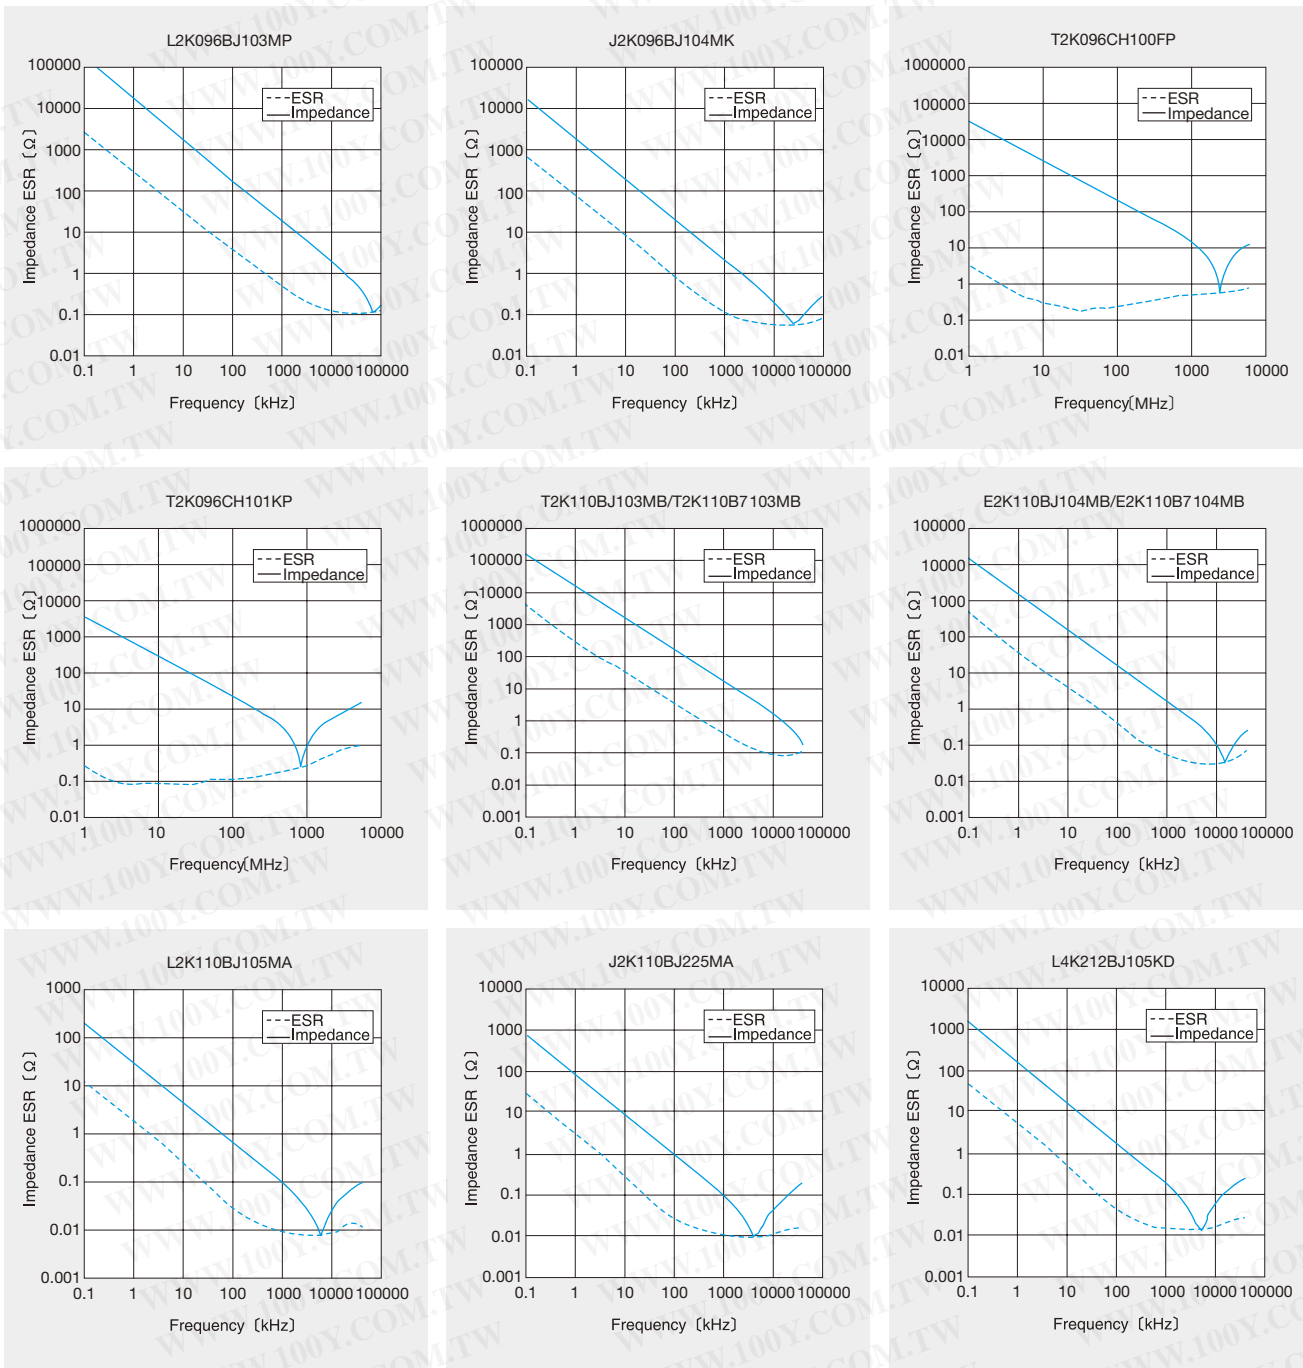 L2K096BJ103MP
100000
10000
1000
100
10
1
0.1
0.01
Impedance ESR〔Ω〕
ESR
Impedance
0.1 1 10 100 1000 10000 100000
Frequency〔kHz〕
J2K096BJ104MK
100000
10000
1000
100
10
1
0.1
0.01
Impedance ESR〔Ω〕
ESR
Impedance
0.1 1 10 100 1000 10000 100000
Frequency〔kHz〕
T2K096CH100FP
1000000
100000
10000
1000
100
10
1
0.1
0.01
Impedance ESR〔Ω〕
ESR
Impedance
1 10 100 1000 10000
Frequency〔MHz〕
T2K096CH101KP
1000000
100000
10000
1000
100
10
1
0.1
0.01
Impedance ESR〔Ω〕
ESR
Impedance
1 10 100 1000 10000
Frequency〔MHz〕
T2K110BJ103MB/T2K110B7103MB
1000000
100000
10000
1000
100
10
1
0.1
0.01
0.001
Impedance ESR〔Ω〕
ESR
Impedance
0.1 1 10 100 1000 10000 100000
Frequency〔kHz〕
E2K110BJ104MB/E2K110B7104MB
100000
10000
1000
100
10
1
0.1
0.01
0.001
Impedance ESR〔Ω〕
ESR
Impedance
0.1 1 10 100 1000 100000 100000
Frequency〔kHz〕
L2K110BJ105MA
1000
100
10
1
0.1
0.01
0.001
Impedance ESR〔Ω〕
ESR
Impedance
0.1 1 10 100 1000 10000 100000
Frequency〔kHz〕
J2K110BJ225MA
10000
1000
100
10
1
0.1
0.01
0.001
Impedance ESR〔Ω〕
ESR
Impedance
0.1 1 10 100 1000 10000 100000
Frequency〔kHz〕
L4K212BJ105KD
10000
1000
100
10
1
0.1
0.01
0.001
Impedance ESR〔Ω〕
ESR
Impedance
0.1 1 10 100 1000 10000 100000
Frequency〔kHz〕
WWW.100Y.COM.TW